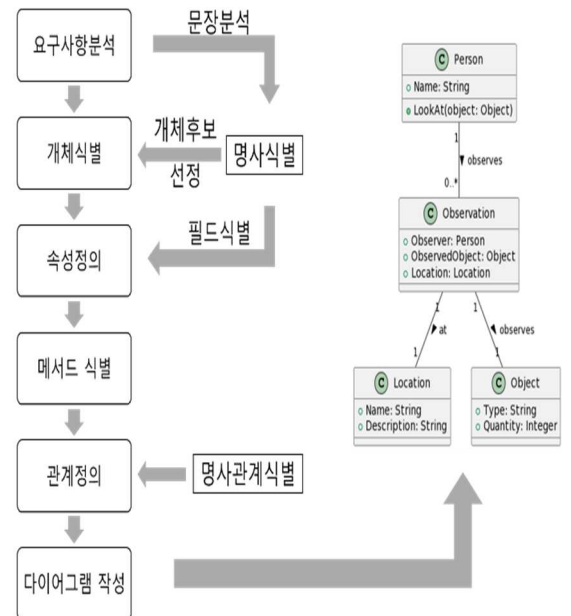 요구사항분석
문장분석
개체식별
개체후보
선정
명사식별
필드식별
속성정의
메서드 식별
관계정의
명사관계식별
다이어그램 작성
C Person
Name: String
LookAt(object: Object)
1
observes
0..*
C Observation
Observer: Person
ObservedObject: Object
Location: Location
1 1
at observes
1 1
C Location
Name: String
Description: String
C Object
Type: String
Quantity: Integer